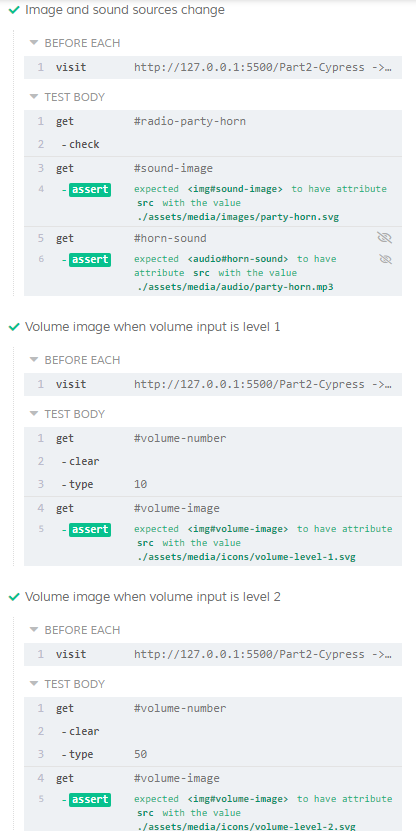 Image and sound sources change
BEFORE EACH
1 visit http://127.0.0.1:5500/Part2-Cypress ->…
TEST BODY
1 get #radio-party-horn
2 -check
3 get #sound-image
4 -assert expected <img#sound-image> to have attribute
src with the value
./assets/media/images/party-horn.svg
5 get #horn-sound
6 -assert expected <audio#horn-sound> to have
attribute src with the value
./assets/media/audio/party-horn.mp3
Volume image when volume input is level 1
BEFORE EACH
1 visit http://127.0.0.1:5500/Part2-Cypress ->…
TEST BODY
1 get #volume-number
2 -clear
3 -type 10
4 get #volume-image
5 -assert expected <img#volume-image> to have attribute
src with the value
./assets/media/icons/volume-level-1.svg
Volume image when volume input is level 2
BEFORE EACH
1 visit http://127.0.0.1:5500/Part2-Cypress ->…
TEST BODY
1 get #volume-number
2 -clear
3 -type 50
4 get #volume-image
5 -assert expected <img#volume-image> to have attribute
src with the value
./assets/media/icons/volume-level-2.svg